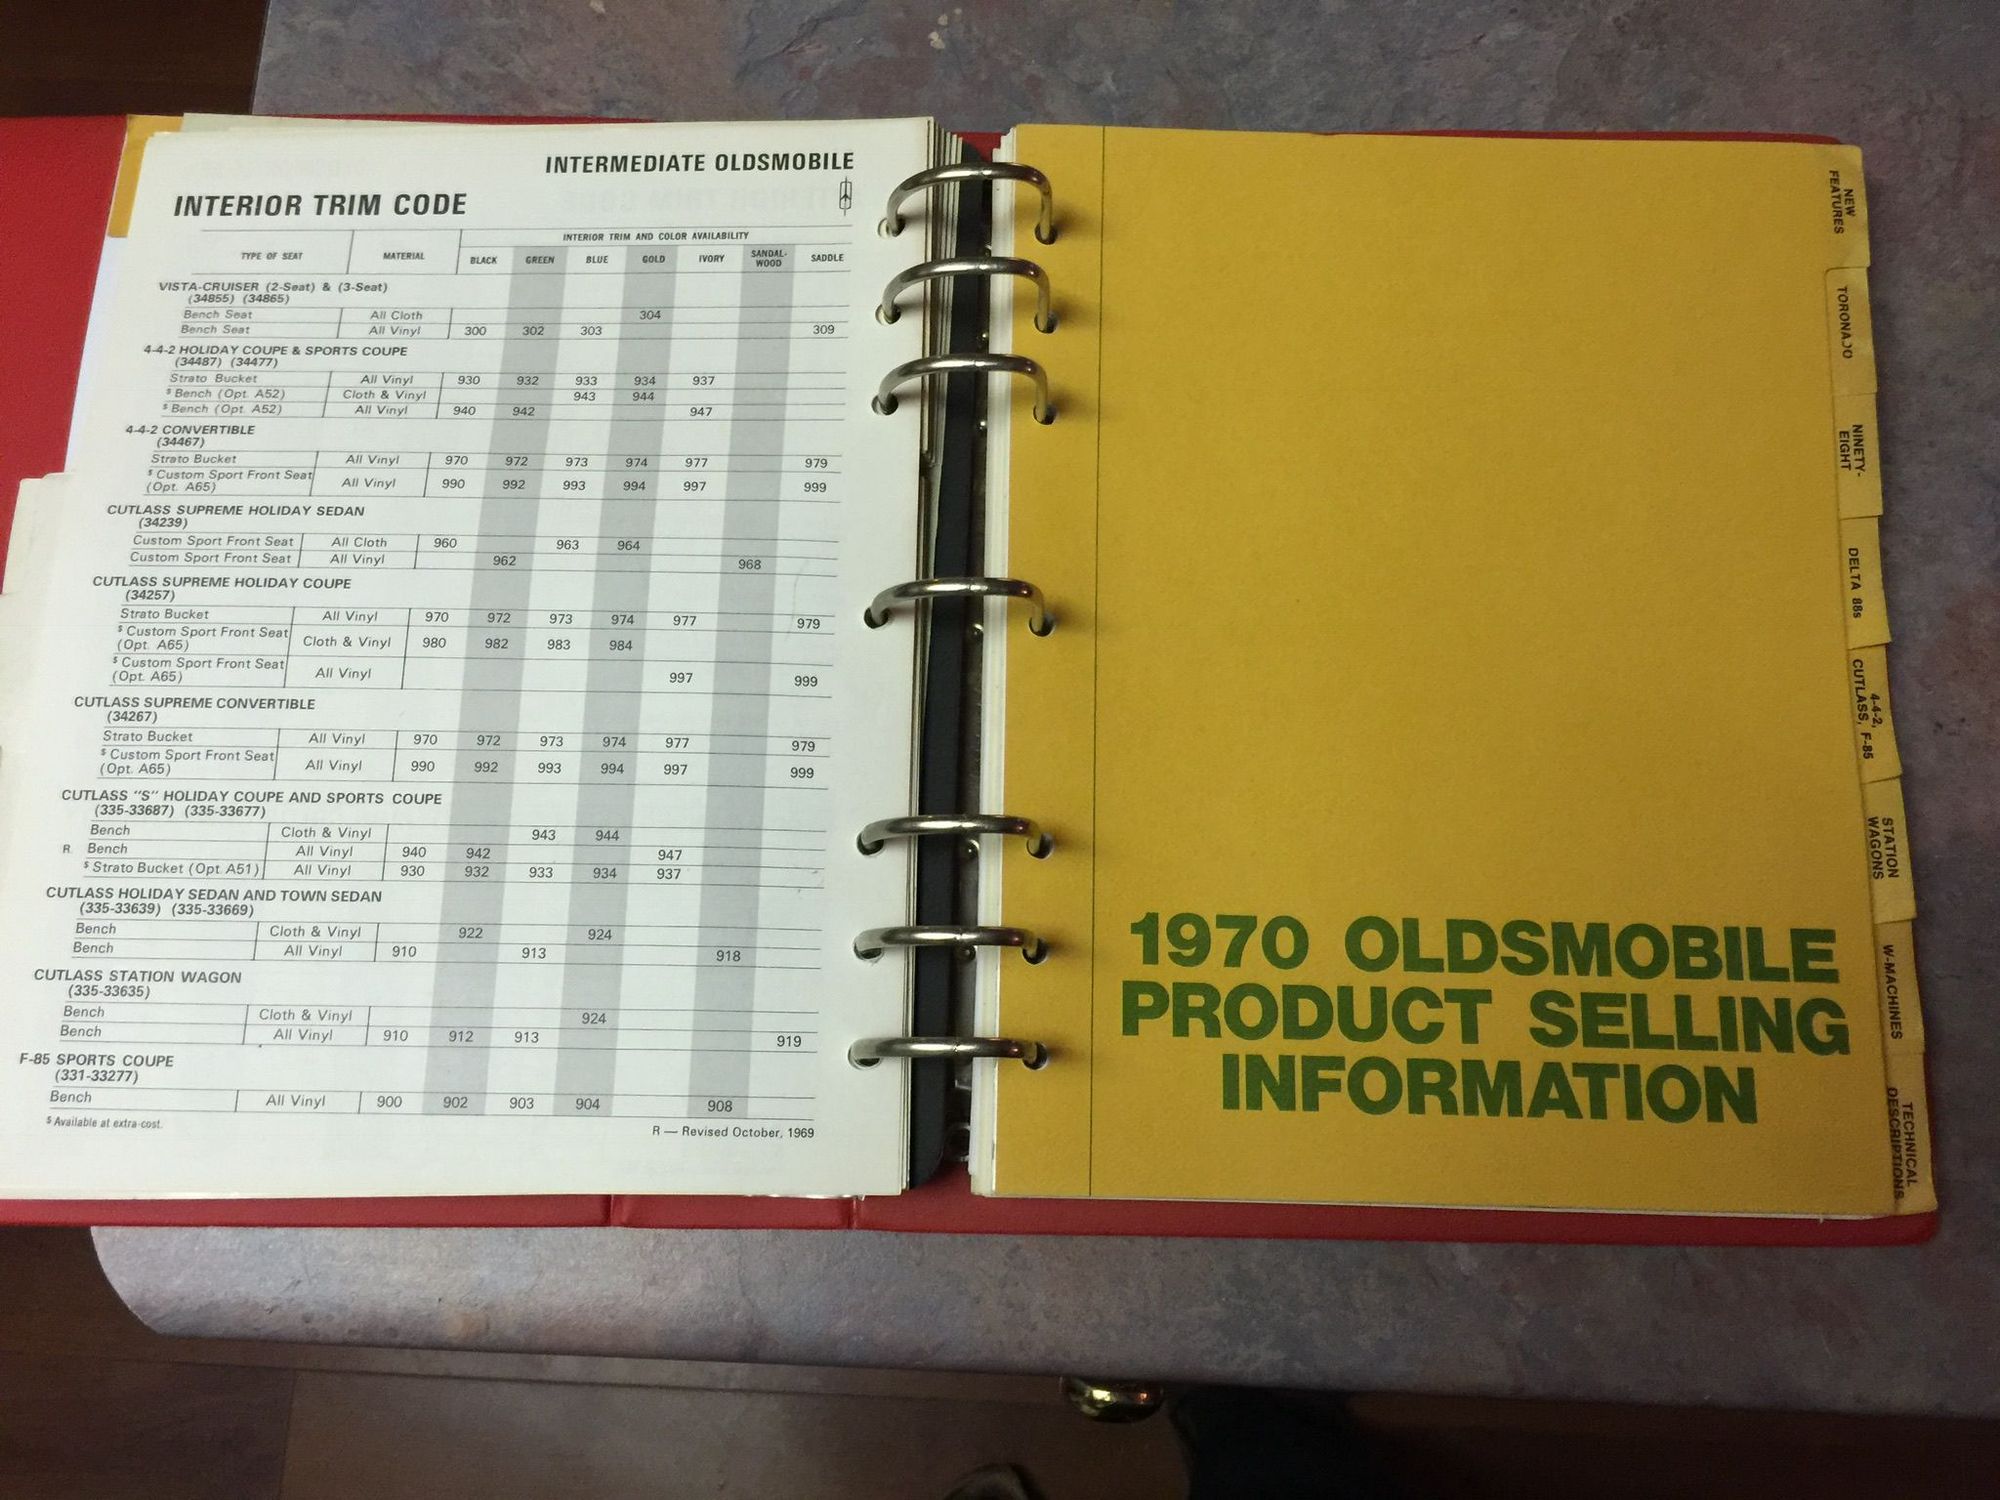 INTERMEDIATE OLDSMOBILE
INTERIOR TRIM CODE
INTERIOR TRIM AND COLOR AVAILABILITY
TYPE OF SEAT MATERIAL BLACK GREEN BLUE GOLD IVORY SANDAL-WOOD SADDLE
VISTA-CRUISER (2-Seat) & (3-Seat)
(34855) (34865)
Bench Seat All Cloth 304
Bench Seat All Vinyl 300 302 303 309
4-4-2 HOLIDAY COUPE & SPORTS COUPE
(34487) (34477)
Strato Bucket All Vinyl 930 932 933 934 937
$ Bench (Opt. A52) Cloth & Vinyl 943 944
$ Bench (Opt. A52) All Vinyl 940 942 947
4-4-2 CONVERTIBLE
(34467)
Strato Bucket All Vinyl 970 972 973 974 977 979
$ Custom Sport Front Seat
(Opt. A65) All Vinyl 990 992 993 994 997 999
CUTLASS SUPREME HOLIDAY SEDAN
(34239)
Custom Sport Front Seat All Cloth 960 963 964
Custom Sport Front Seat All Vinyl 962 968
CUTLASS SUPREME HOLIDAY COUPE
(34257)
Strato Bucket All Vinyl 970 972 973 974 977 979
$ Custom Sport Front Seat
(Opt. A65) Cloth & Vinyl 980 982 983 984
$ Custom Sport Front Seat
(Opt. A65) All Vinyl 997 999
CUTLASS SUPREME CONVERTIBLE
(34267)
Strato Bucket All Vinyl 970 972 973 974 977 979
$ Custom Sport Front Seat
(Opt. A65) All Vinyl 990 992 993 994 997 999
CUTLASS "S" HOLIDAY COUPE AND SPORTS COUPE
(335-33687) (335-33677)
Bench Cloth & Vinyl 943 944
R Bench All Vinyl 940 942 947
$ Strato Bucket (Opt. A51) All Vinyl 930 932 933 934 937
CUTLASS HOLIDAY SEDAN AND TOWN SEDAN
(335-33639) (335-33669)
Bench Cloth & Vinyl 922 924
Bench All Vinyl 910 913 918
CUTLASS STATION WAGON
(335-33635)
Bench Cloth & Vinyl 924
Bench All Vinyl 910 912 913 919
F-85 SPORTS COUPE
(331-33277)
Bench All Vinyl 900 902 903 904 908
$ Available at extra-cost.
R — Revised October, 1969
1970 OLDSMOBILE
PRODUCT SELLING
INFORMATION
NEW
FEATURES
TORONADO
NINETY-
EIGHT
DELTA 88s
4-4-2,
CUTLASS, F-85
STATION
WAGONS
W-MACHINES
TECHNICAL
DESCRIPTIONS